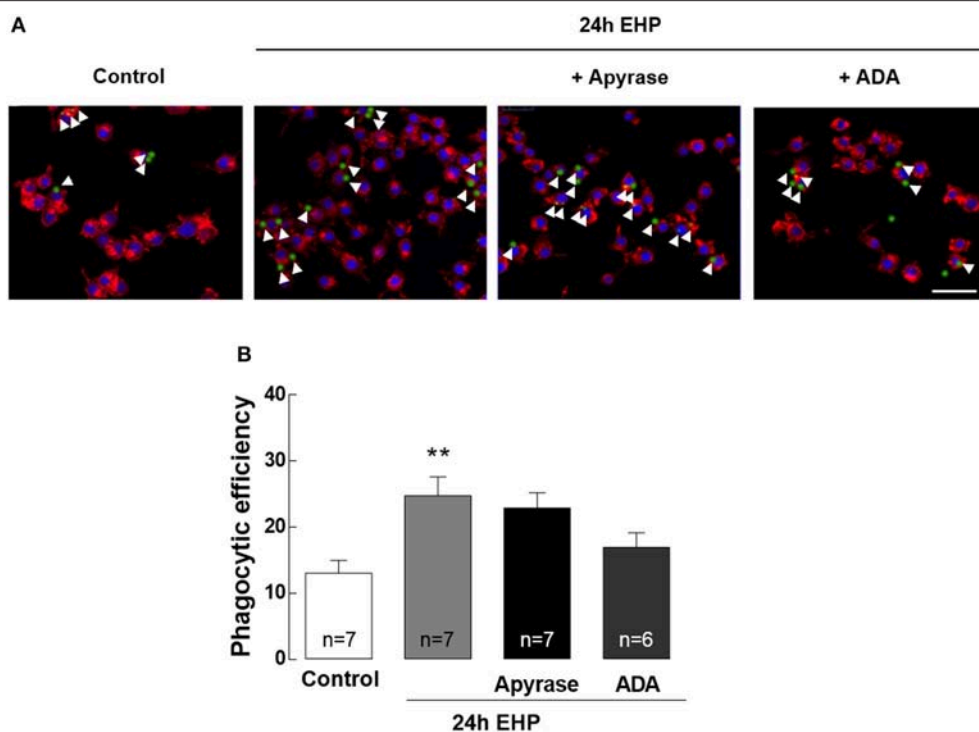 A
24h EHP
Control
+ Apyrase
+ ADA
B
Phagocytic efficiency
40
30
20
10
0
**
n=7
n=7
n=7
n=6
Control
Apyrase
ADA
24h EHP